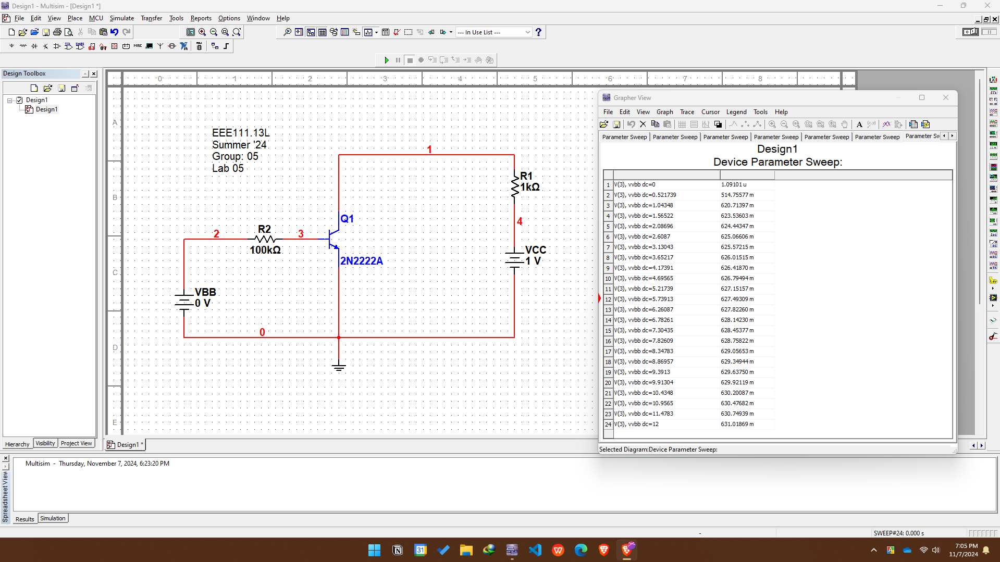 Design1 - Multisim - [Design1 *]
File Edit View Place MCU Simulate Transfer Tools Reports Options Window Help
--- In Use List ---
MISC
Design Toolbox
Design1
Design1
Hierarchy Visibility Project View
0 1 2 3 4 5 6 7 8
A
B
C
D
E
EEE111.13L
Summer '24
Group: 05
Lab 05
1
R1
1kΩ
Q1
4
2
R2
3
100kΩ
VCC
1 V
2N2222A
VBB
0 V
0
Design1 *
Grapher View
File Edit View Graph Trace Cursor Legend Tools Help
Parameter Sweep Parameter Sweep Parameter Sweep Parameter Sweep Parameter Sweep Parameter Sweep Parameter Sw
Design1
Device Parameter Sweep:
1 V(3), vvbb dc=0 1.09101 u
2 V(3), vvbb dc=0.521739 514.75577 m
3 V(3), vvbb dc=1.04348 620.71397 m
4 V(3), vvbb dc=1.56522 623.53603 m
5 V(3), vvbb dc=2.08696 624.44347 m
6 V(3), vvbb dc=2.6087 625.06606 m
7 V(3), vvbb dc=3.13043 625.57215 m
8 V(3), vvbb dc=3.65217 626.01515 m
9 V(3), vvbb dc=4.17391 626.41870 m
10 V(3), vvbb dc=4.69565 626.79494 m
11 V(3), vvbb dc=5.21739 627.15157 m
12 V(3), vvbb dc=5.73913 627.49309 m
13 V(3), vvbb dc=6.26087 627.82260 m
14 V(3), vvbb dc=6.78261 628.14230 m
15 V(3), vvbb dc=7.30435 628.45377 m
16 V(3), vvbb dc=7.82609 628.75822 m
17 V(3), vvbb dc=8.34783 629.05653 m
18 V(3), vvbb dc=8.86957 629.34944 m
19 V(3), vvbb dc=9.3913 629.63750 m
20 V(3), vvbb dc=9.91304 629.92119 m
21 V(3), vvbb dc=10.4348 630.20087 m
22 V(3), vvbb dc=10.9565 630.47682 m
23 V(3), vvbb dc=11.4783 630.74939 m
24 V(3), vvbb dc=12 631.01869 m
Selected Diagram:Device Parameter Sweep:
Spreadsheet View
Multisim - Thursday, November 7, 2024, 6:23:20 PM
Results Simulation
-
SWEEP#24: 0.000 s
31
7:05 PM
11/7/2024